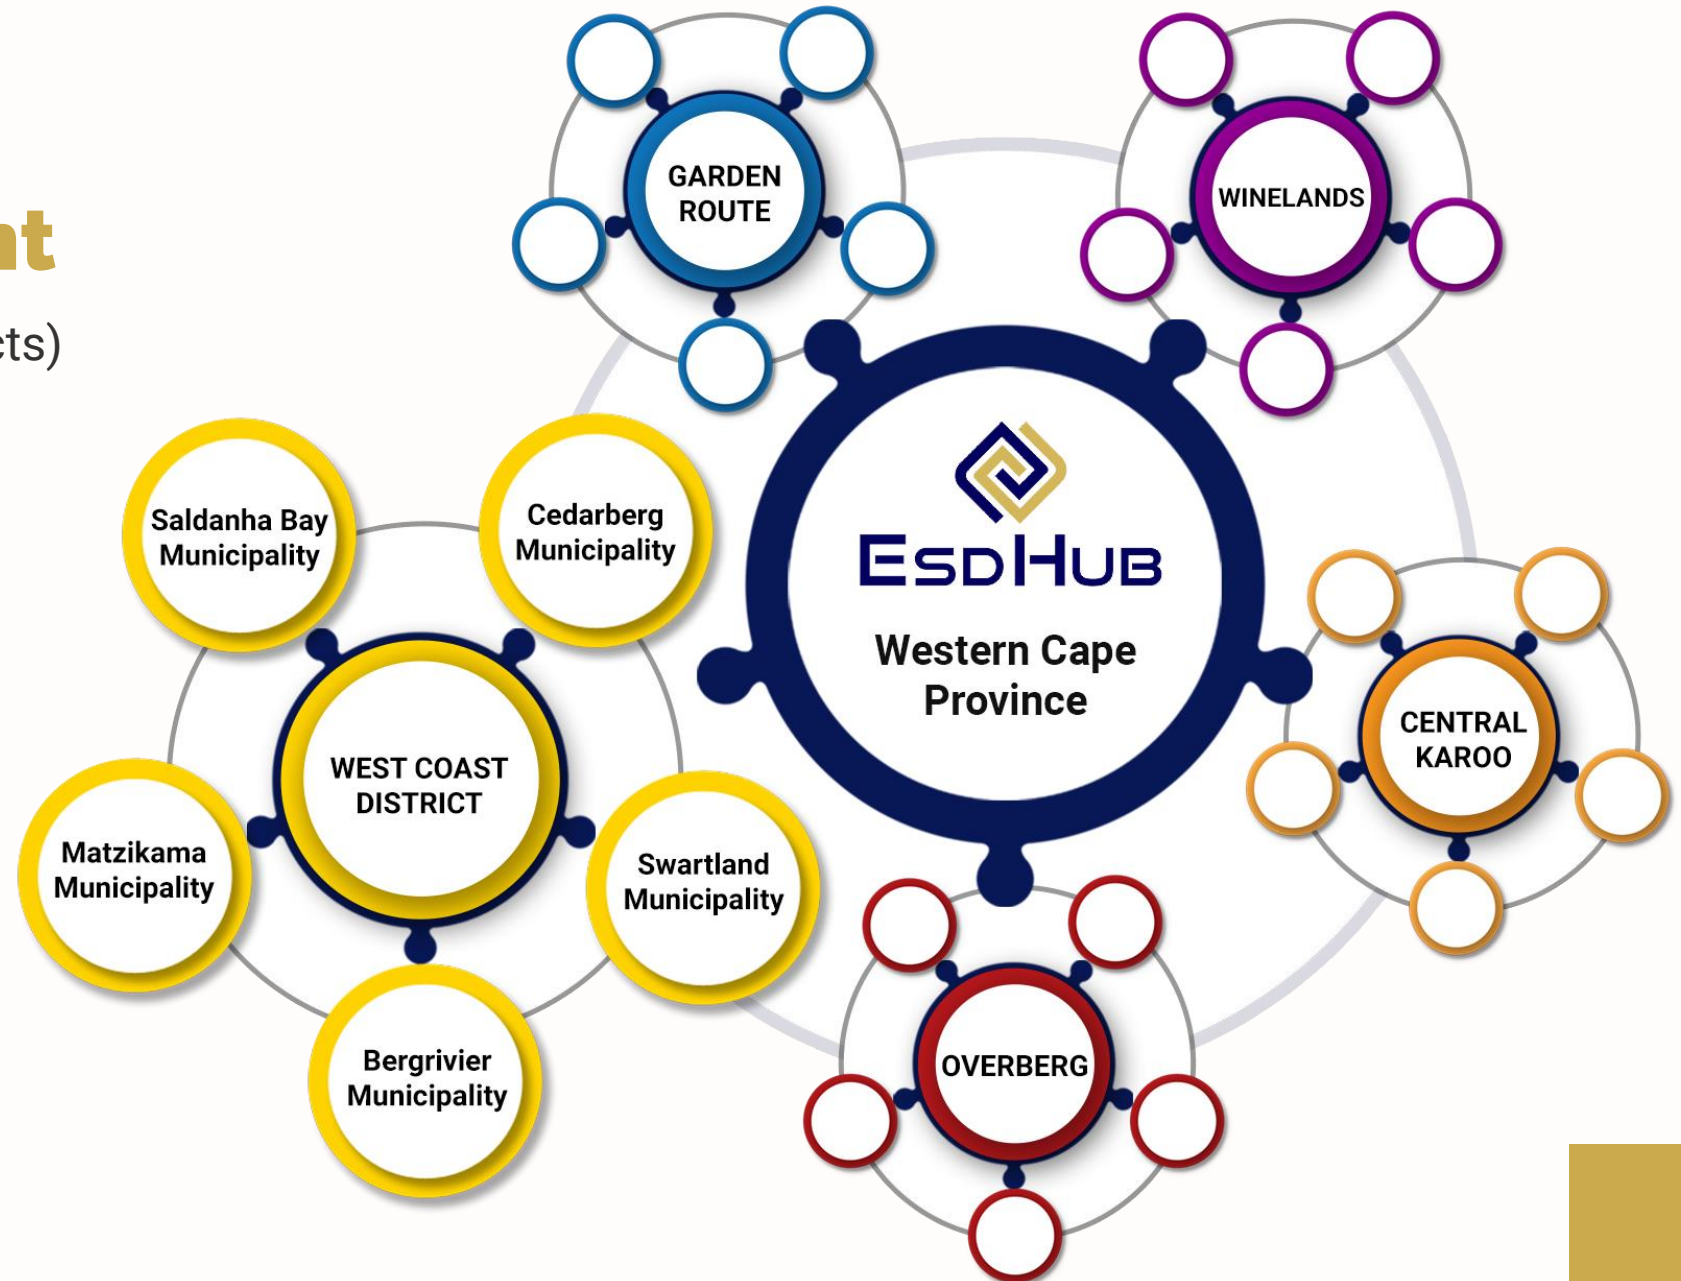 nt
cts)
GARDEN
ROUTE
WINELANDS
ESDHUB
Western Cape
Province
Saldanha Bay
Municipality
Cedarberg
Municipality
WEST COAST
DISTRICT
CENTRAL
KAROO
Matzikama
Municipality
Swartland
Municipality
Bergrivier
Municipality
OVERBERG